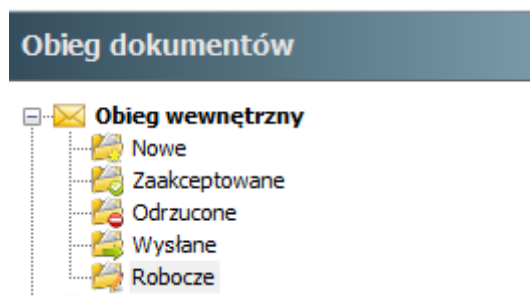 Obieg dokumentów
Obieg wewnętrzny
Nowe
Zaakceptowane
Odrzucone
Wysłane
Robocze